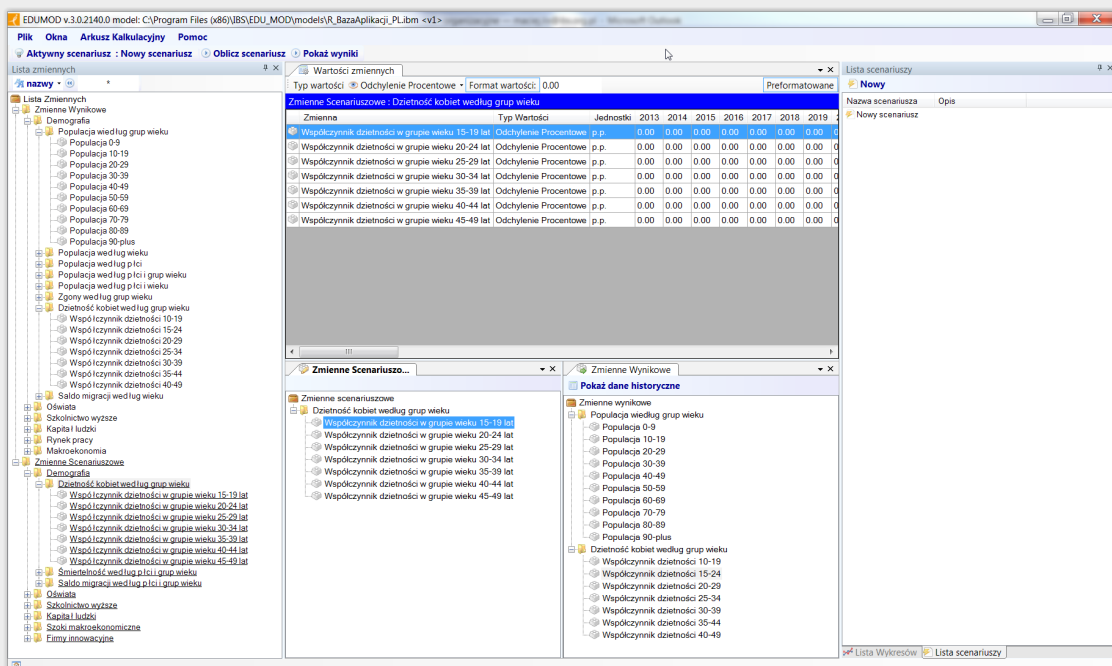 EDUMOD v.3.0.2140.0 model: C:\Program Files (x86)\IBS\EDU_MOD\models\R_BazaAplikacji_PL.ibm <v1>
Plik Okna Arkusz Kalkulacyjny Pomoc
Aktywny scenariusz : Nowy scenariusz Oblicz scenariusz Pokaż wyniki
Lista zmiennych
nazwy *
Lista Zmiennych
Zmienne Wynikowe
Demografia
Populacja według grup wieku
Populacja 0-9
Populacja 10-19
Populacja 20-29
Populacja 30-39
Populacja 40-49
Populacja 50-59
Populacja 60-69
Populacja 70-79
Populacja 80-89
Populacja 90-plus
Populacja według wieku
Populacja według płci
Populacja według płci i grup wieku
Populacja według płci i wieku
Zgony według grup wieku
Dzietność kobiet według grup wieku
Współczynnik dzietności 10-19
Współczynnik dzietności 15-24
Współczynnik dzietności 20-29
Współczynnik dzietności 25-34
Współczynnik dzietności 30-39
Współczynnik dzietności 35-44
Współczynnik dzietności 40-49
Saldo migracji według wieku
Oświata
Szkolnictwo wyższe
Kapitał ludzki
Rynek pracy
Makroekonomia
Zmienne Scenariuszowe
Demografia
Dzietność kobiet według grup wieku
Współczynnik dzietności w grupie wieku 15-19 lat
Współczynnik dzietności w grupie wieku 20-24 lat
Współczynnik dzietności w grupie wieku 25-29 lat
Współczynnik dzietności w grupie wieku 30-34 lat
Współczynnik dzietności w grupie wieku 35-39 lat
Współczynnik dzietności w grupie wieku 40-44 lat
Współczynnik dzietności w grupie wieku 45-49 lat
Śmiertelność według płci i grup wieku
Saldo migracji według płci i grup wieku
Oświata
Szkolnictwo wyższe
Kapitał ludzki
Szoki makroekonomiczne
Firmy innowacyjne
Wartości zmiennych
Typ wartości Odchylenie Procentowe Format wartości: 0.00 Preformatowane
Zmienne Scenariuszowe : Dzietność kobiet według grup wieku
Zmienna Typ Wartości Jednostki 2013 2014 2015 2016 2017 2018 2019
Współczynnik dzietności w grupie wieku 15-19 lat Odchylenie Procentowe p.p. 0.00 0.00 0.00 0.00 0.00 0.00 0.00
Współczynnik dzietności w grupie wieku 20-24 lat Odchylenie Procentowe p.p. 0.00 0.00 0.00 0.00 0.00 0.00 0.00
Współczynnik dzietności w grupie wieku 25-29 lat Odchylenie Procentowe p.p. 0.00 0.00 0.00 0.00 0.00 0.00 0.00
Współczynnik dzietności w grupie wieku 30-34 lat Odchylenie Procentowe p.p. 0.00 0.00 0.00 0.00 0.00 0.00 0.00
Współczynnik dzietności w grupie wieku 35-39 lat Odchylenie Procentowe p.p. 0.00 0.00 0.00 0.00 0.00 0.00 0.00
Współczynnik dzietności w grupie wieku 40-44 lat Odchylenie Procentowe p.p. 0.00 0.00 0.00 0.00 0.00 0.00 0.00
Współczynnik dzietności w grupie wieku 45-49 lat Odchylenie Procentowe p.p. 0.00 0.00 0.00 0.00 0.00 0.00 0.00
Zmienne Scenariuszo...
Zmienne scenariuszowe
Dzietność kobiet według grup wieku
Współczynnik dzietności w grupie wieku 15-19 lat
Współczynnik dzietności w grupie wieku 20-24 lat
Współczynnik dzietności w grupie wieku 25-29 lat
Współczynnik dzietności w grupie wieku 30-34 lat
Współczynnik dzietności w grupie wieku 35-39 lat
Współczynnik dzietności w grupie wieku 40-44 lat
Współczynnik dzietności w grupie wieku 45-49 lat
Zmienne Wynikowe
Pokaż dane historyczne
Zmienne wynikowe
Populacja według grup wieku
Populacja 0-9
Populacja 10-19
Populacja 20-29
Populacja 30-39
Populacja 40-49
Populacja 50-59
Populacja 60-69
Populacja 70-79
Populacja 80-89
Populacja 90-plus
Dzietność kobiet według grup wieku
Współczynnik dzietności 10-19
Współczynnik dzietności 15-24
Współczynnik dzietności 20-29
Współczynnik dzietności 25-34
Współczynnik dzietności 30-39
Współczynnik dzietności 35-44
Współczynnik dzietności 40-49
Lista scenariuszy
Nowy
Nazwa scenariusza Opis
Nowy scenariusz
Lista Wykresów Lista scenariuszy